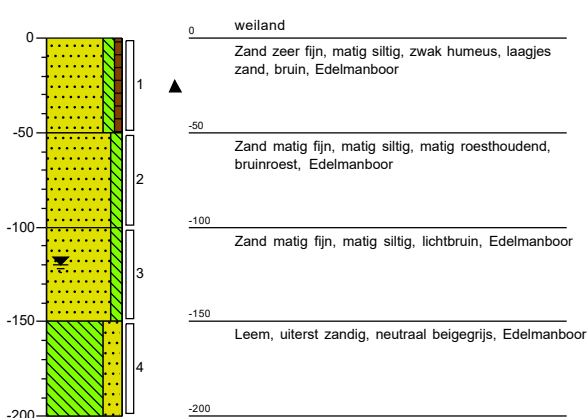 weiland
0
0
Zand zeer fijn, matig siltig, zwak humeus, laagjes
zand, bruin, Edelmanboor
1
-50
-50
Zand matig fijn, matig siltig, matig roesthoudend,
bruinroest, Edelmanboor
2
-100
-100
Zand matig fijn, matig siltig, lichtbruin, Edelmanboor
3
-150
-150
Leem, uiterst zandig, neutraal beigegrijs, Edelmanboor
4
-200
-200